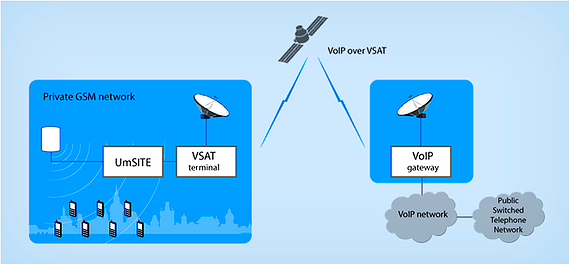 VoIP over VSAT
Private GSM network
UmSITE
VSAT
terminal
VoIP
gateway
VoIP network
Public
Switched
Telephone
Network